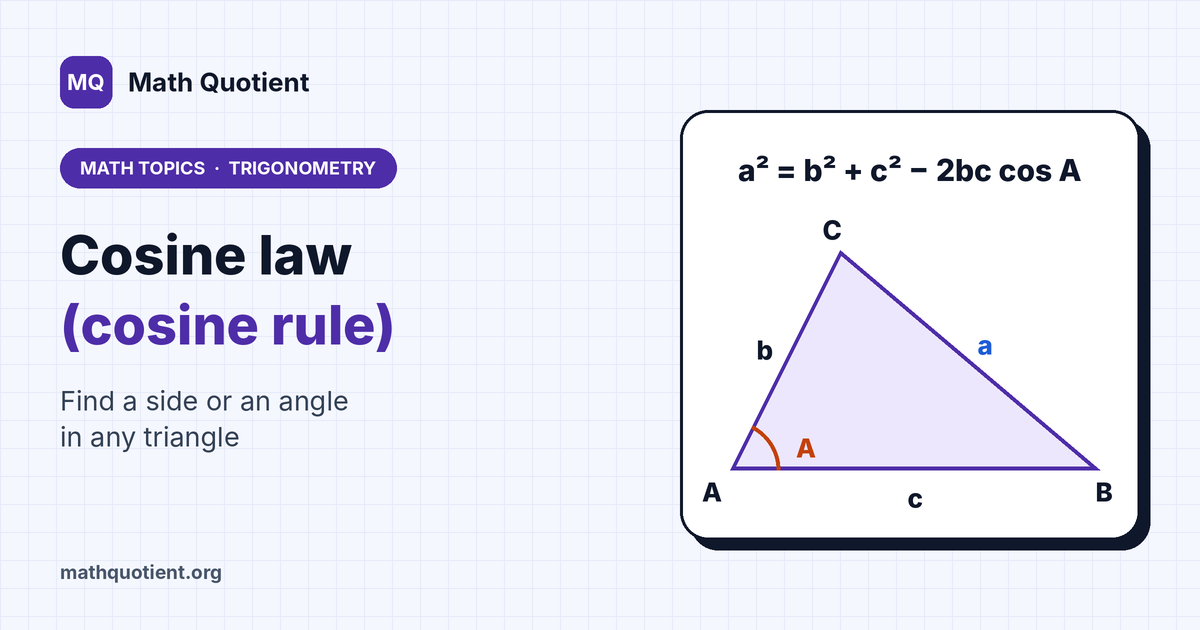 MQ Math Quotient
MATH TOPICS · TRIGONOMETRY
Cosine law
(cosine rule)
Find a side or an angle
in any triangle
mathquotient.org
a² = b² + c² − 2bc cos A
C
b
a
A
A
B
c